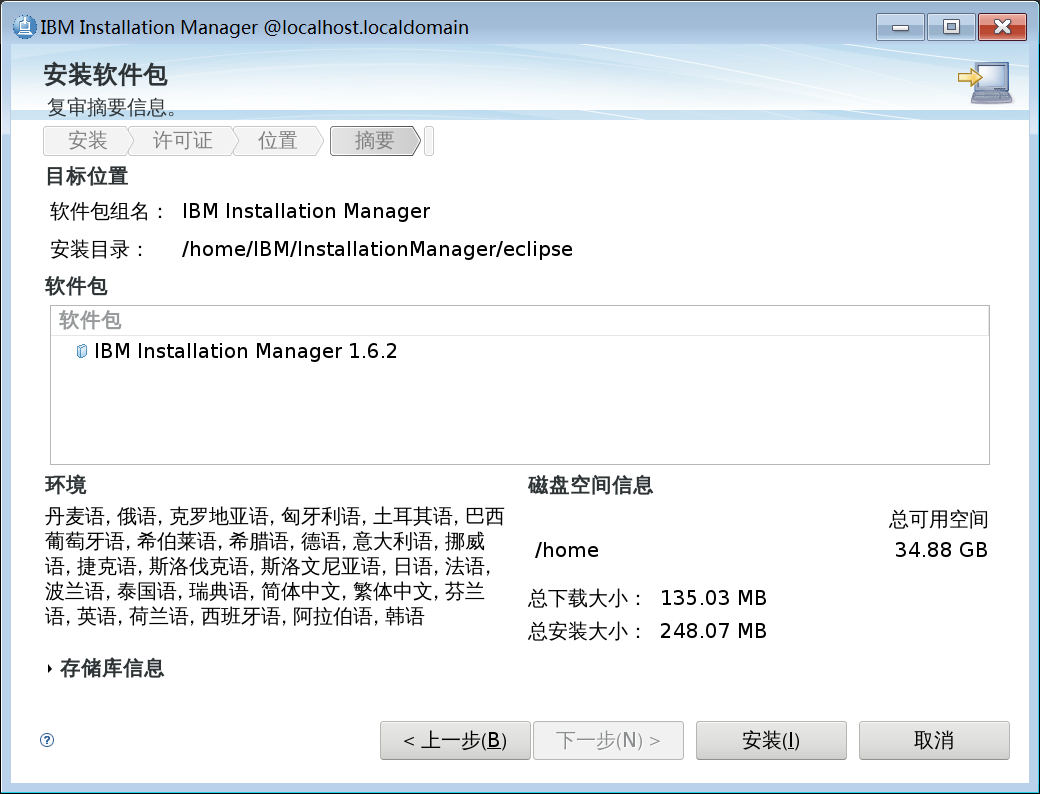 IBM Installation Manager @localhost.localdomain
安装软件包
复审摘要信息。
安装 许可证 位置 摘要
目标位置
软件包组名： IBM Installation Manager
安装目录： /home/IBM/InstallationManager/eclipse
软件包
软件包
IBM Installation Manager 1.6.2
环境
丹麦语, 俄语, 克罗地亚语, 匈牙利语, 土耳其语, 巴西
葡萄牙语, 希伯莱语, 希腊语, 德语, 意大利语, 挪威
语, 捷克语, 斯洛伐克语, 斯洛文尼亚语, 日语, 法语,
波兰语, 泰国语, 瑞典语, 简体中文, 繁体中文, 芬兰
语, 英语, 荷兰语, 西班牙语, 阿拉伯语, 韩语
磁盘空间信息
总可用空间
/home 34.88 GB
总下载大小： 135.03 MB
总安装大小： 248.07 MB
存储库信息
?
< 上一步(B) 下一步(N) > 安装(I) 取消